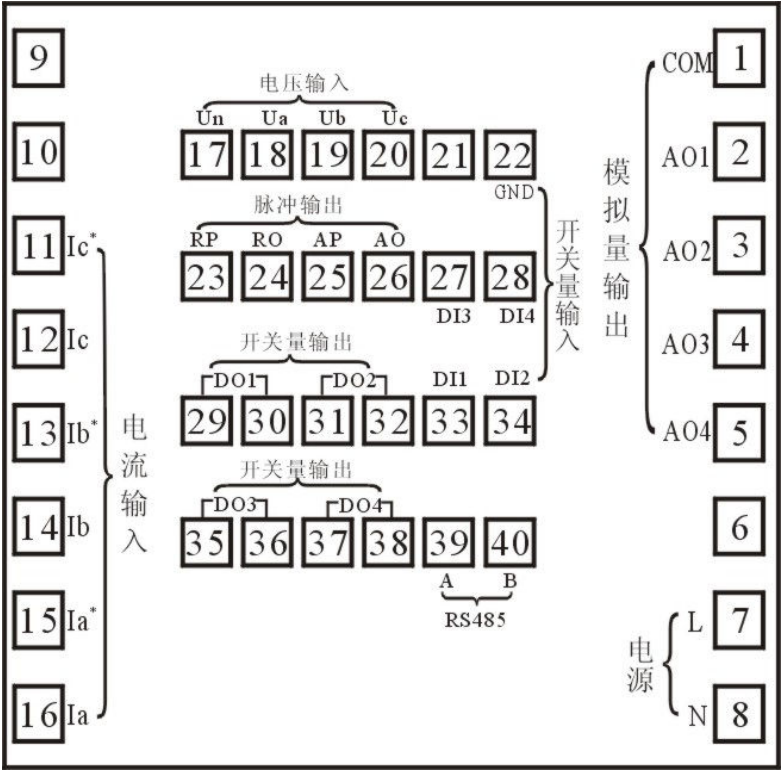 9
10
11 Ic*
12 Ic
13 Ib*
14 Ib
15 Ia*
16 Ia
电流输入
电压输入
Un Ua Ub Uc
17 18 19 20 21 22
GND
脉冲输出
RP RO AP AO
23 24 25 26 27 28
DI3 DI4
开关量输入
开关量输出
DO1 DO2 DI1 DI2
29 30 31 32 33 34
开关量输出
DO3 DO4
35 36 37 38 39 40
A B
RS485
模拟量输出
COM 1
AO1 2
AO2 3
AO3 4
AO4 5
6
电源
L 7
N 8